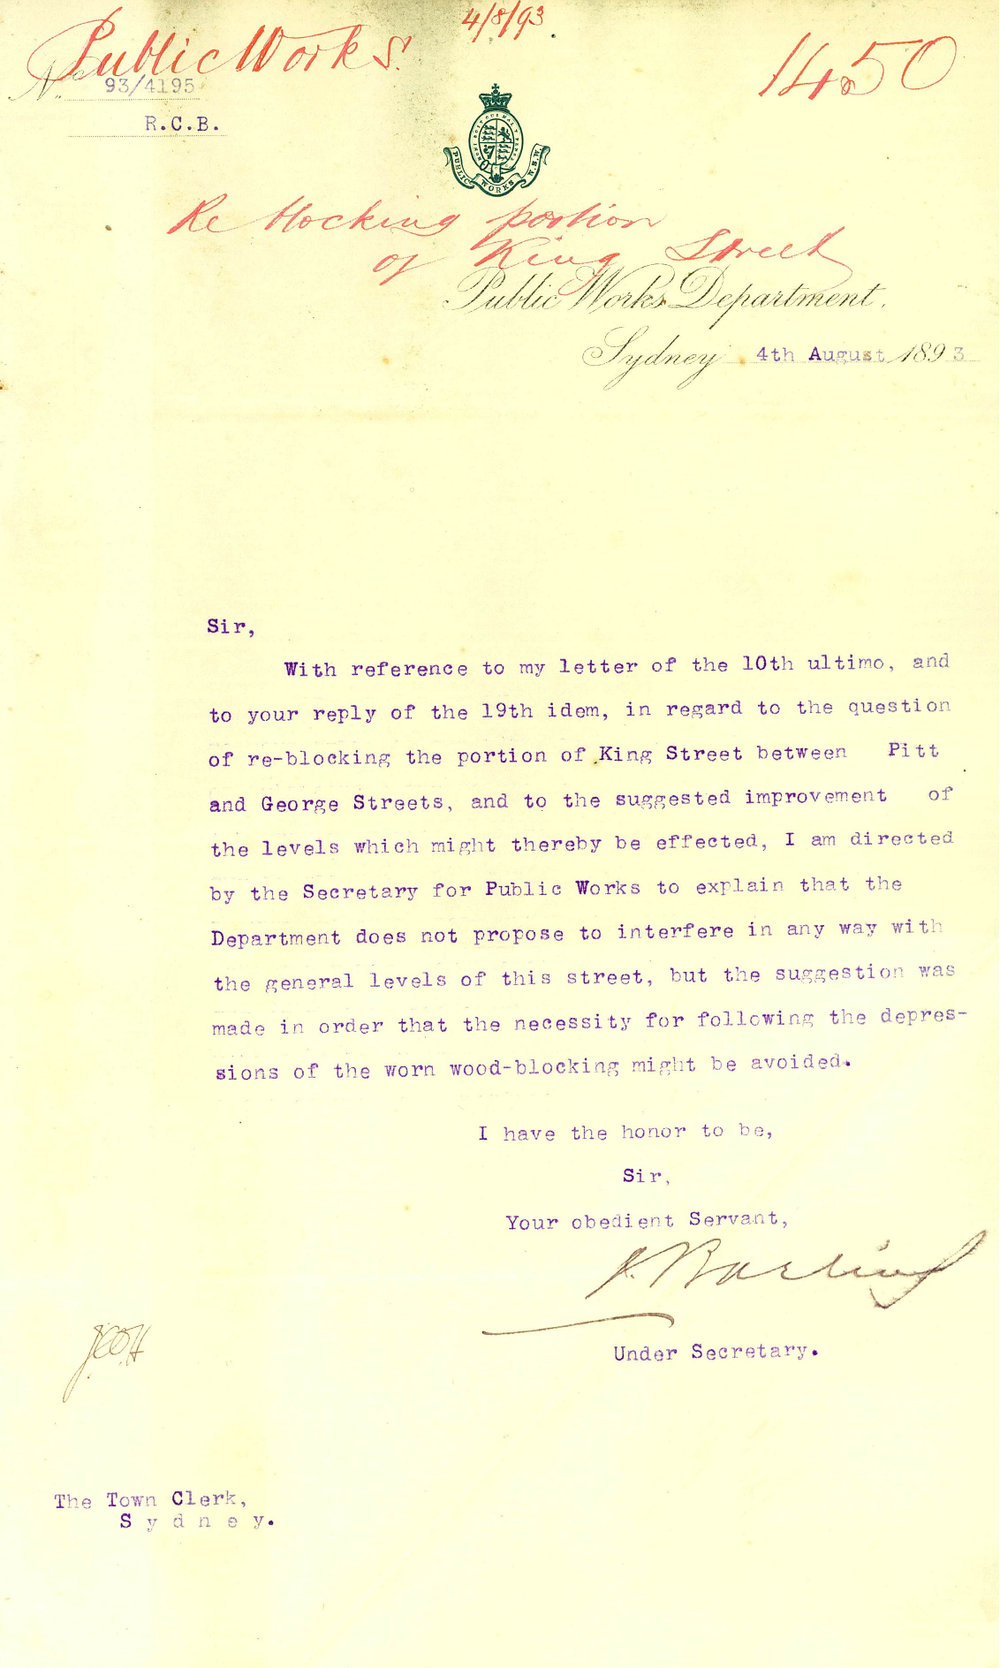 4/8/93.
Public Works.
1450
No. 93/4195
R.C.B.
PUBLIC WORKS N.S.W.
Re blocking portion
of King Street
Public Works Department.
Sydney 4th August 1893
Sir,
With reference to my letter of the 10th ultimo, and
to your reply of the 19th idem, in regard to the question
of re-blocking the portion of King Street between Pitt
and George Streets, and to the suggested improvement of
the levels which might thereby be effected, I am directed
by the Secretary for Public Works to explain that the
Department does not propose to interfere in any way with
the general levels of this street, but the suggestion was
made in order that the necessity for following the depres-
sions of the worn wood-blocking might be avoided.
I have the honor to be,
Sir,
Your obedient Servant,
J. Barling
Under Secretary.
The Town Clerk,
Sydney.